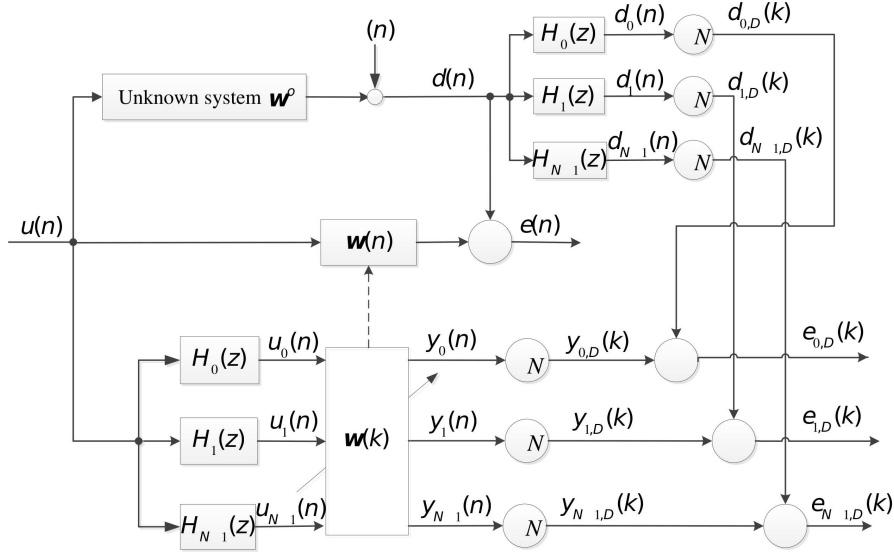 (n)
H0(z) d0(n) N d0,D(k)
Unknown system wo d(n) H1(z) d1(n) N d1,D(k)
HN 1(z) dN 1(n) N dN 1,D(k)
u(n) w(n) e(n)
H0(z) u0(n) y0(n) N y0,D(k) e0,D(k)
H1(z) u1(n) w(k) y1(n) N y1,D(k) e1,D(k)
HN 1(z) uN 1(n) yN 1(n) N yN 1,D(k) eN 1,D(k)